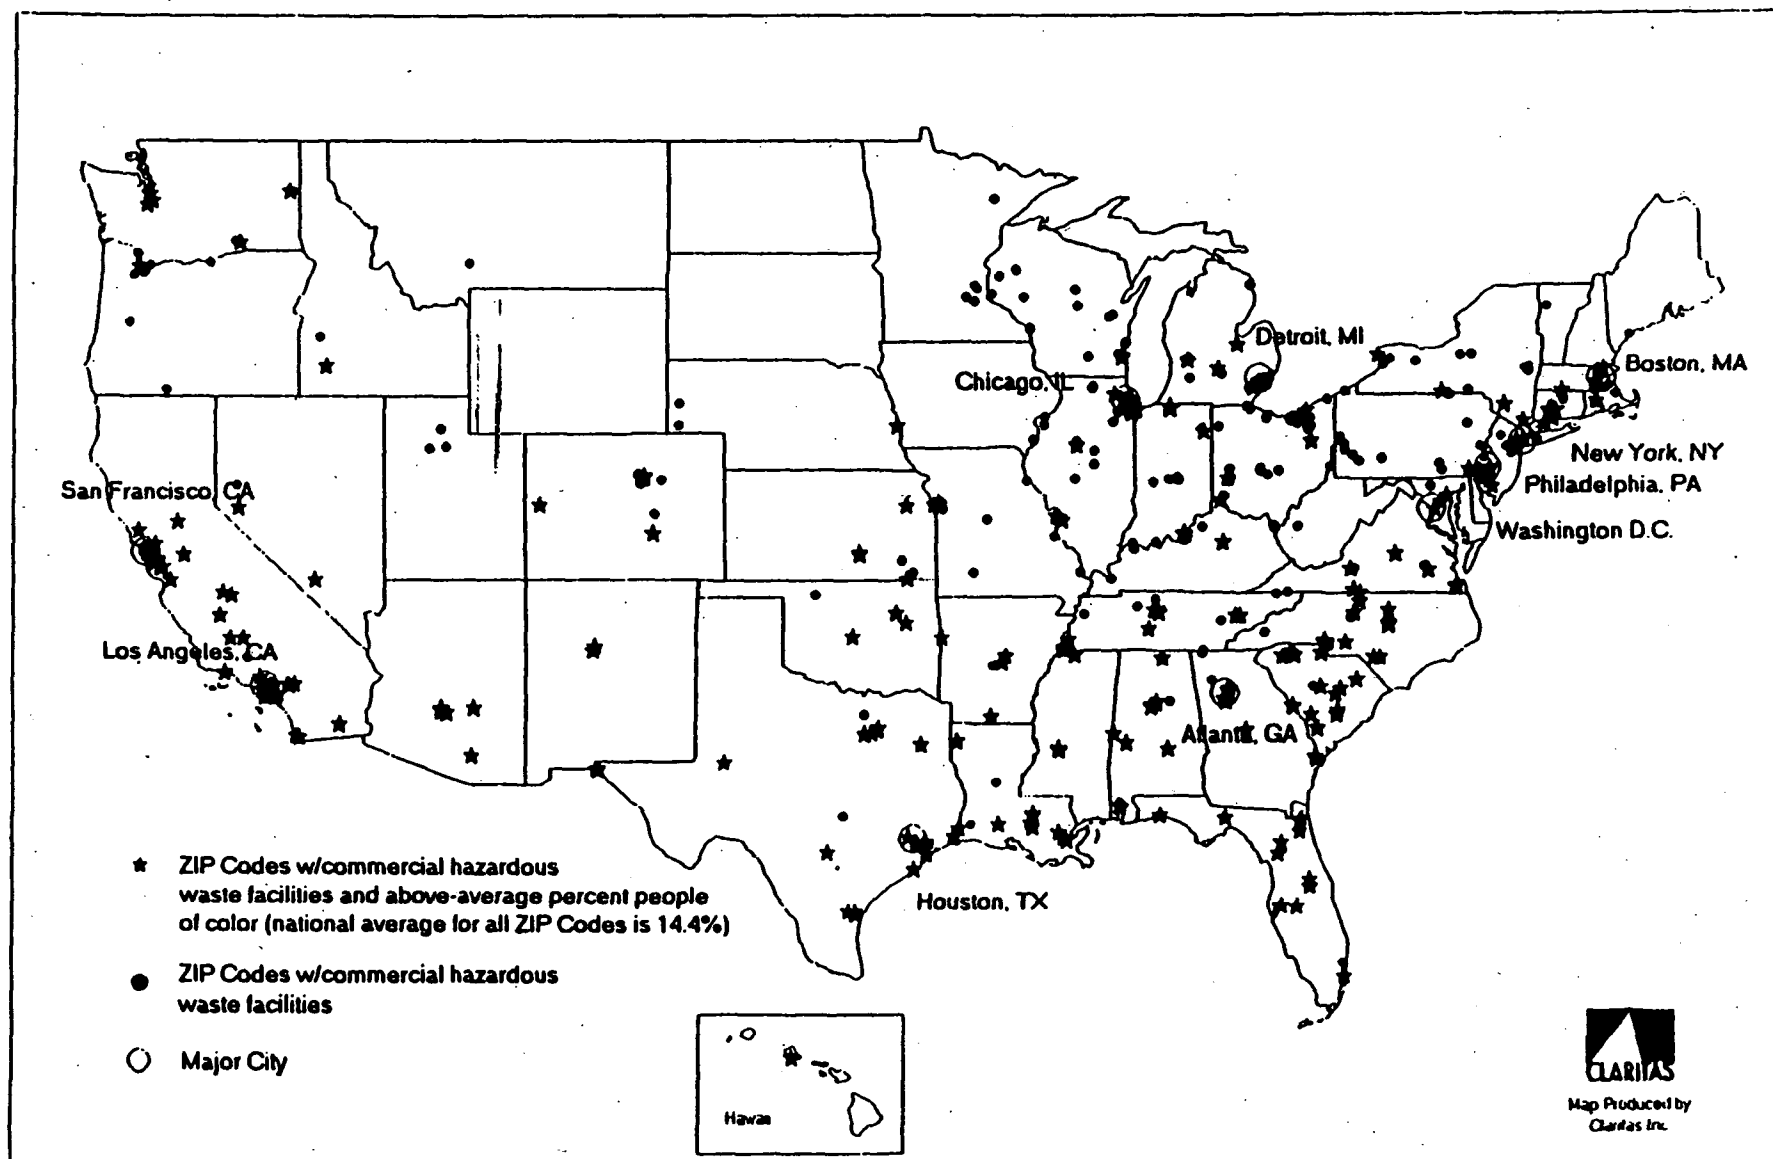 Detroit, MI
Boston, MA
Chicago, IL
New York, NY
San Francisco, CA
Philadelphia, PA
Washington D.C.
Los Angeles, CA
Atlanta, GA
★ ZIP Codes w/commercial hazardous
waste facilities and above-average percent people
of color (national average for all ZIP Codes is 14.4%)
Houston, TX
● ZIP Codes w/commercial hazardous
waste facilities
Major City
Hawaii
CLARITAS
Map Produced by
Claritas Inc.